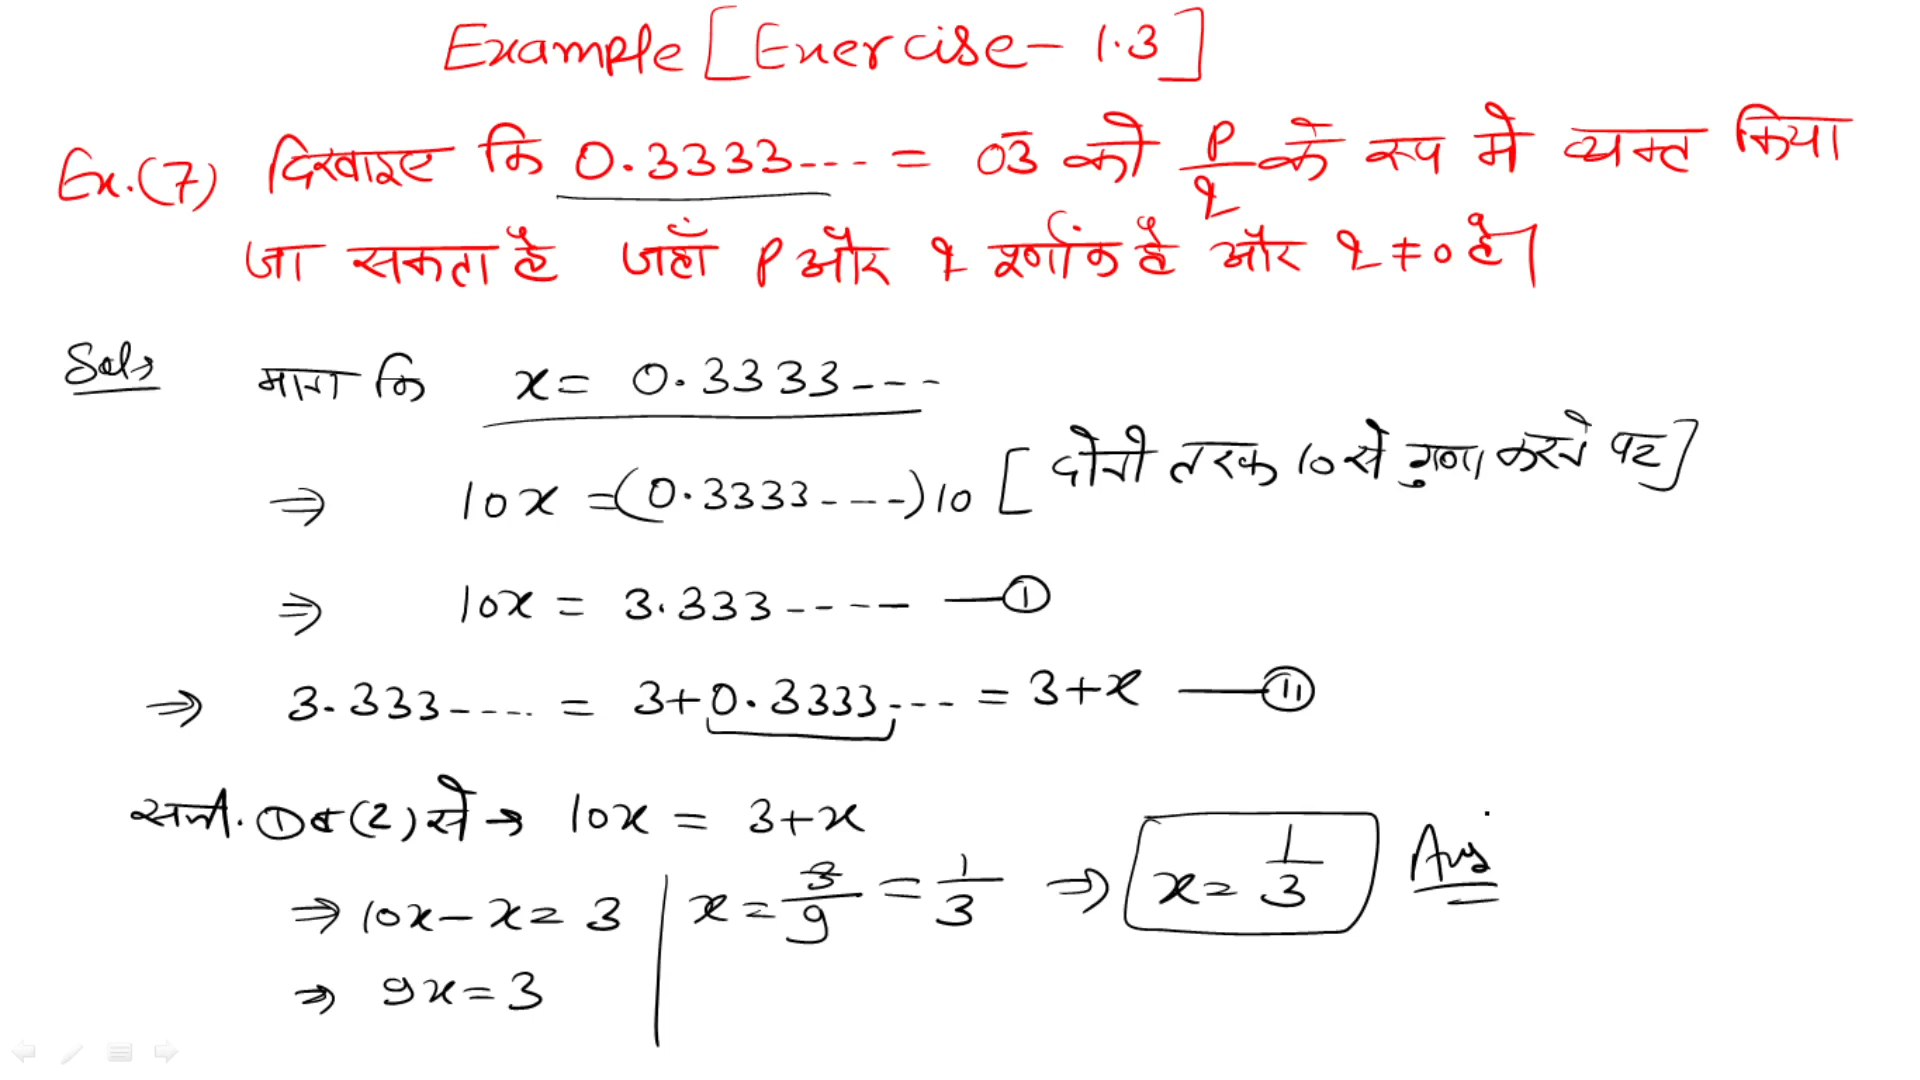 Example [Exercise - 1.3]
Ex.(7) दिखाइए कि 0.3333... = 03̄ को p/q के रूप में व्यक्त किया
जा सकता है जहाँ p और q पूर्णांक है और q ≠ 0 है।
Sol→ माना कि x = 0.3333---
⇒ 10x = (0.3333----)10 [दोनो तरफ 10 से गुणा करने पर]
⇒ 10x = 3.333---- —①
⇒ 3.333---- = 3+0.3333... = 3+x —⑪
समी. ① व (2) से → 10x = 3+x
⇒ 10x - x = 3
⇒ 9x = 3
x = 3/9 = 1/3 ⇒ x = 1/3 Ans